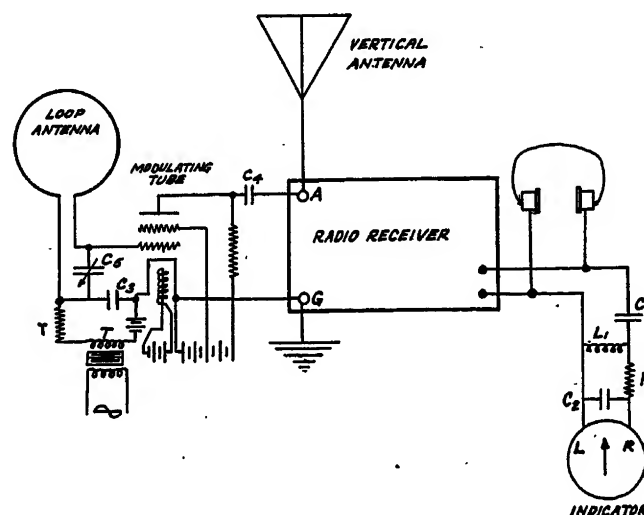 VERTICAL
ANTENNA
LOOP
ANTENNA
MODULATING
TUBE
C4
A
RADIO RECEIVER
C6
C3
G
T
T
C
L1
C2
L R
INDICATOR